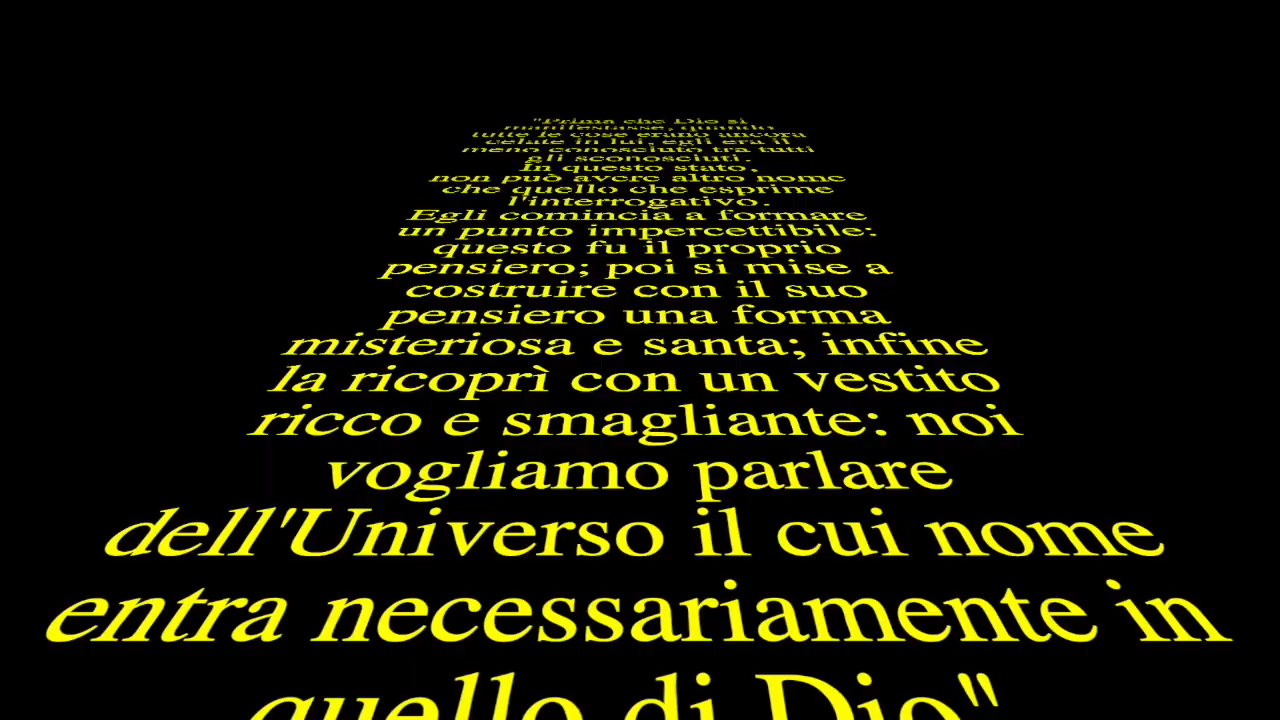 "Prima che Dio si
manifestasse, quando
tutte le cose erano ancora
celate in lui, egli era il
meno conosciuto tra tutti
gli sconosciuti.
In questo stato,
non può avere altro nome
che quello che esprime
l'interrogativo.
Egli comincia a formare
un punto impercettibile:
questo fu il proprio
pensiero; poi si mise a
costruire con il suo
pensiero una forma
misteriosa e santa; infine
la ricoprì con un vestito
ricco e smagliante: noi
vogliamo parlare
dell'Universo il cui nome
entra necessariamente in
quello di Dio"